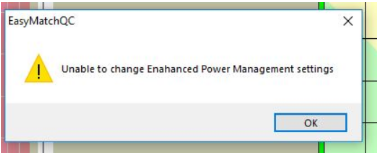 EasyMatchQC
Unable to change Enahanced Power Management settings
OK